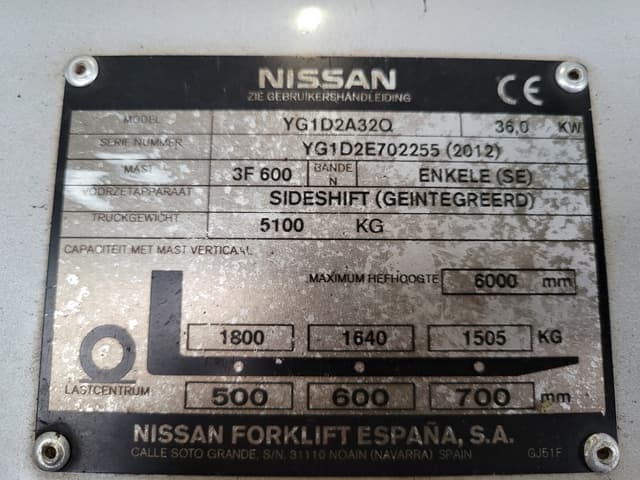 NISSAN
ZIE GEBRUIKERSHANDLEIDING
CE
MODEL YG1D2A32Q 36,0 KW
SERIE NUMMER YG1D2E702255 (2012)
MAST 3F 600 BANDEN ENKELE (SE)
VOORZETAPPARAAT SIDESHIFT (GEINTEGREERD)
TRUCKGEWICHT 5100 KG
CAPACITEIT MET MAST VERTICAAL
MAXIMUM HEFHOOGTE 6000 mm
1800 1640 1505 KG
LASTCENTRUM 500 600 700 mm
NISSAN FORKLIFT ESPAÑA, S.A.
CALLE SOTO GRANDE, S/N, 31110 NOAIN (NAVARRA) SPAIN GJ51F